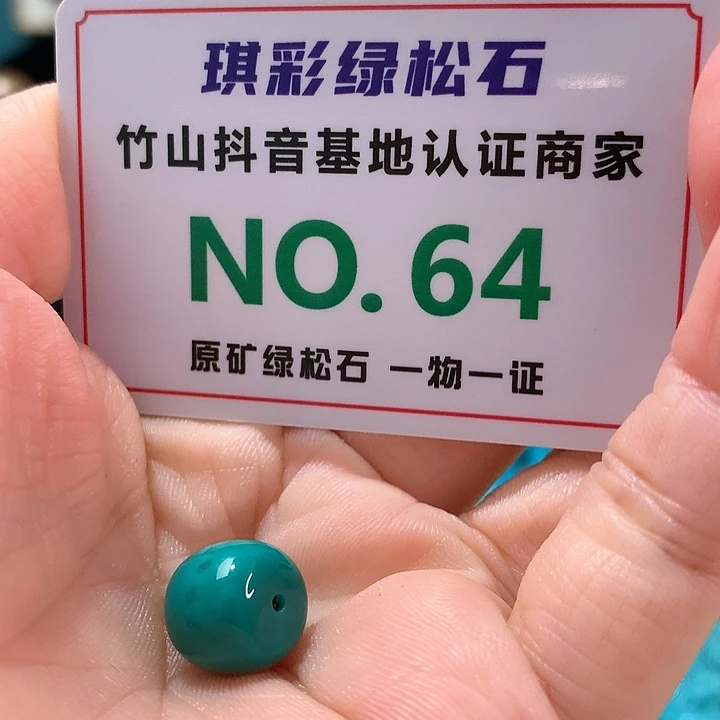 琪彩绿松石
竹山抖音基地认证商家
NO.64
原矿绿松石 一物一证